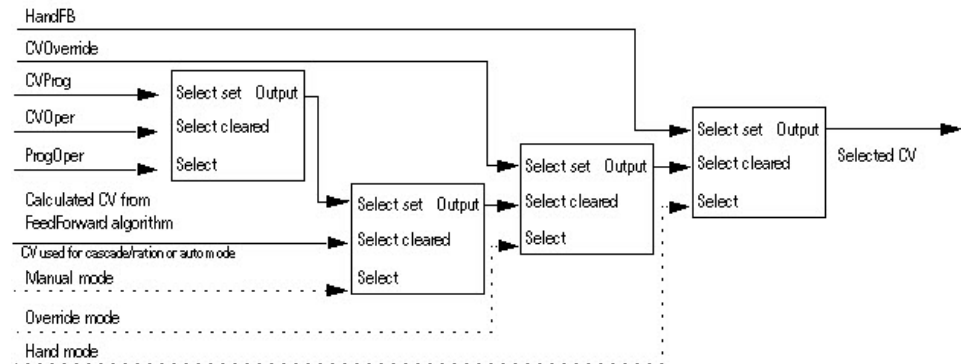 HandFB
CVOverride
CVProg
Select set Output
CVOper
Select cleared
ProgOper
Select
Select set Output
Select cleared
Selected CV
Select
Select set Output
Select cleared
Select
Calculated CV from
FeedForward algorithm
Select set Output
Select cleared
CV used for cascade/ration or auto mode
Manual mode
Select
Override mode
Hand mode